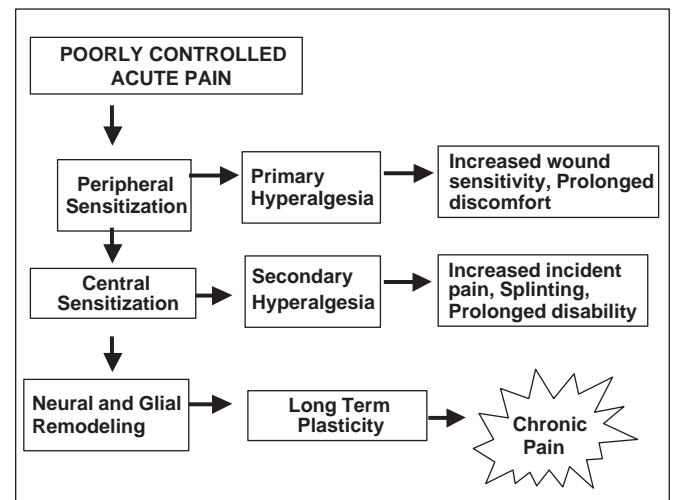 POORLY CONTROLLED
ACUTE PAIN
Peripheral
Sensitization
Primary
Hyperalgesia
Increased wound
sensitivity, Prolonged
discomfort
Central
Sensitization
Secondary
Hyperalgesia
Increased incident
pain, Splinting,
Prolonged disability
Neural and Glial
Remodeling
Long Term
Plasticity
Chronic
Pain